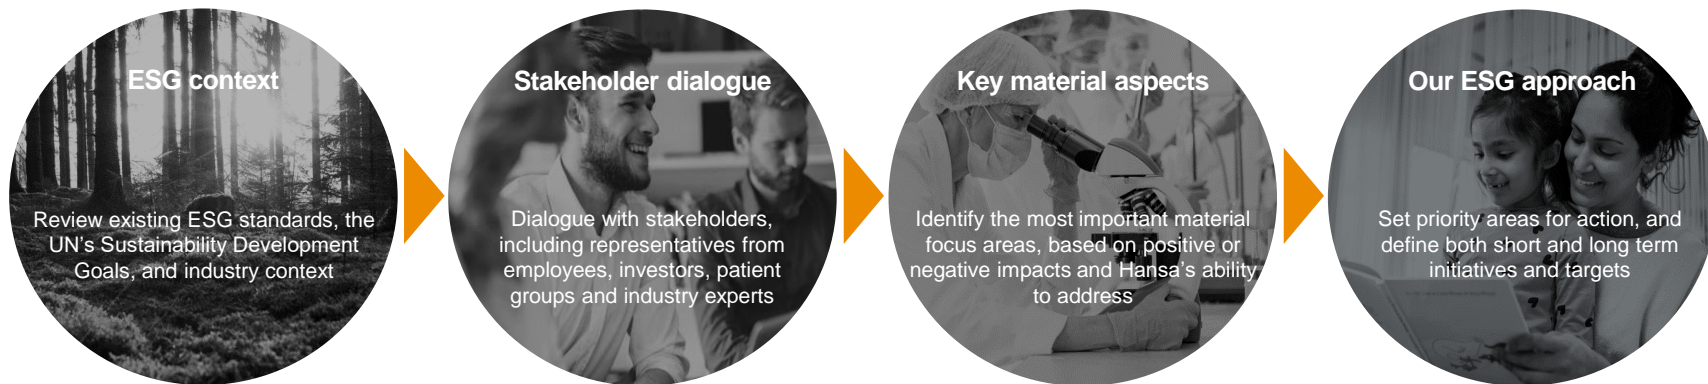 ESG context
Review existing ESG standards, the
UN's Sustainability Development
Goals, and industry context
Stakeholder dialogue
Dialogue with stakeholders,
including representatives from
employees, investors, patient
groups and industry experts
Key material aspects
Identify the most important material
focus areas, based on positive or
negative impacts and Hansa's ability
to address
Our ESG approach
Set priority areas for action, and
define both short and long term
initiatives and targets